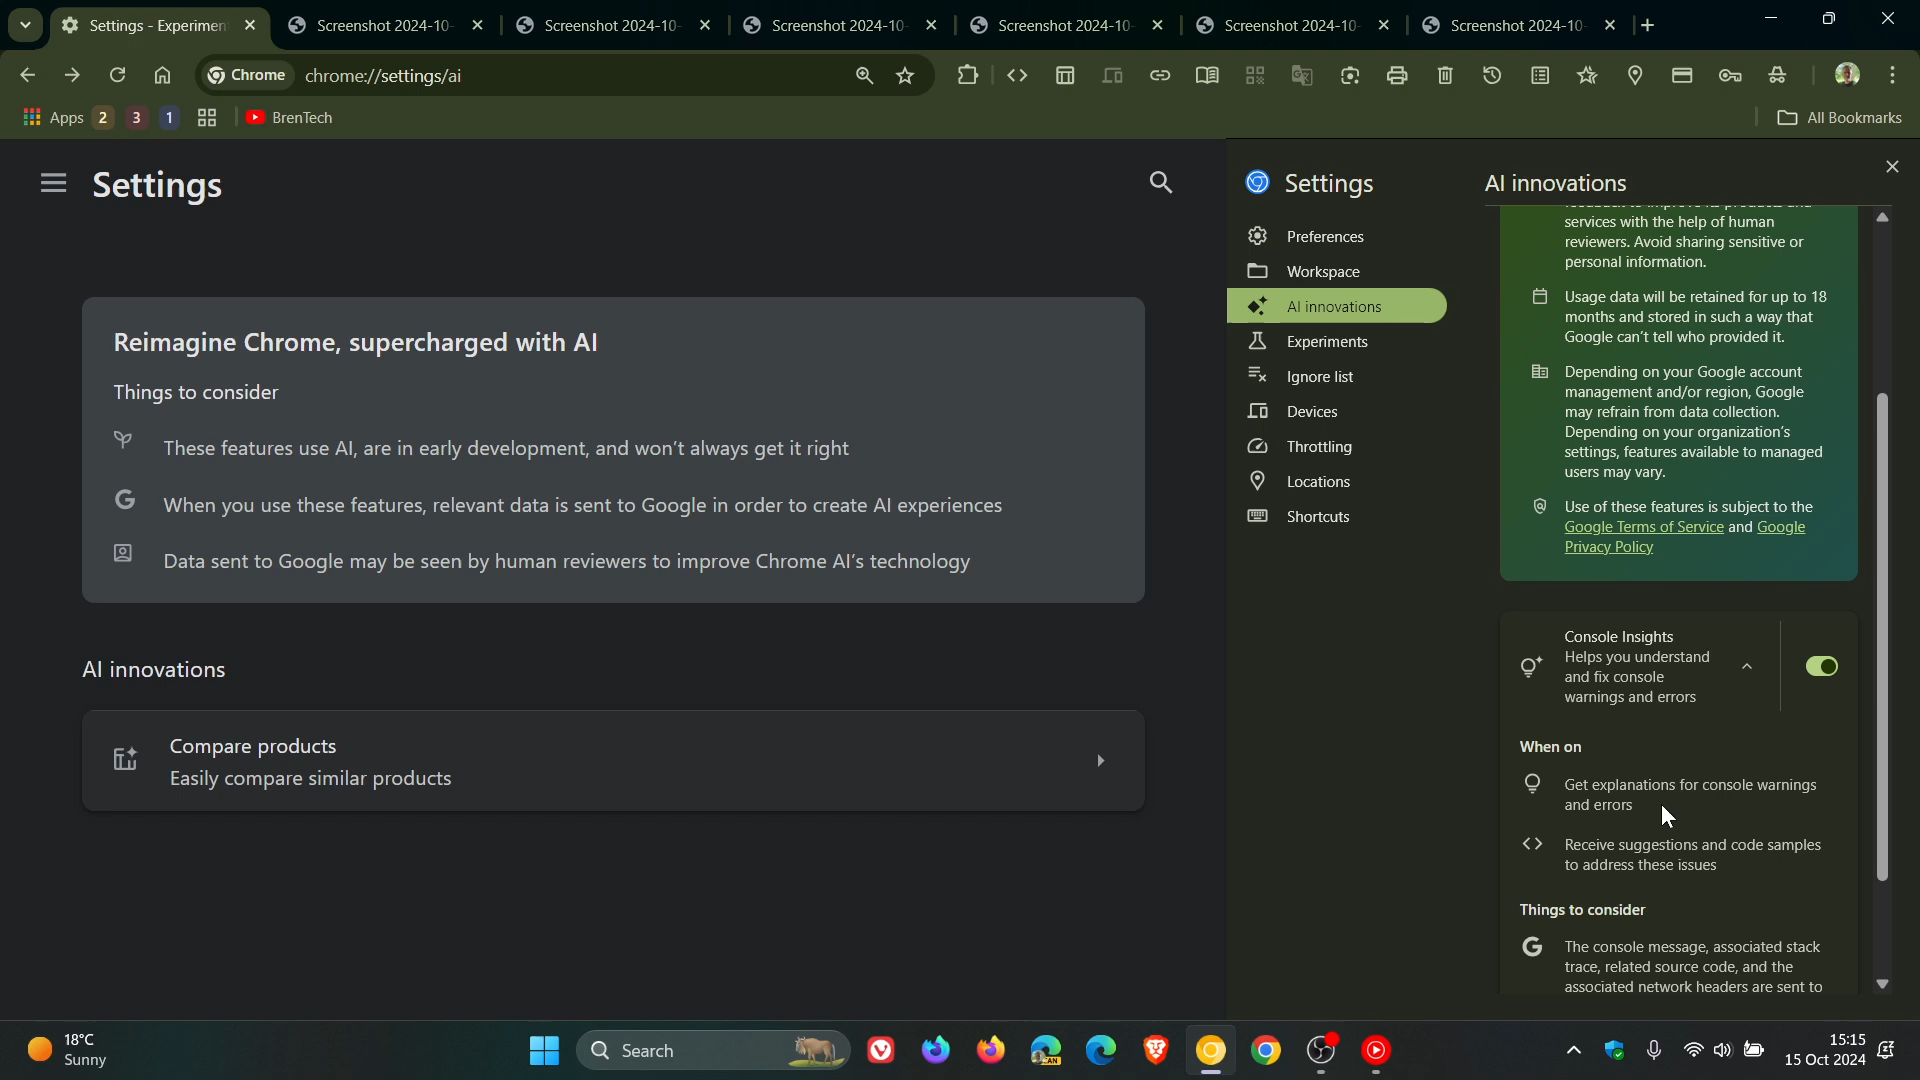 Settings - Experimen
Screenshot 2024-10-
Screenshot 2024-10-
Screenshot 2024-10-
Screenshot 2024-10-
Screenshot 2024-10-
Screenshot 2024-10-
Chrome
chrome://settings/ai
Apps
2
3
1
BrenTech
All Bookmarks
Settings
Reimagine Chrome, supercharged with AI
Things to consider
These features use AI, are in early development, and won't always get it right
When you use these features, relevant data is sent to Google in order to create AI experiences
Data sent to Google may be seen by human reviewers to improve Chrome AI's technology
AI innovations
Compare products
Easily compare similar products
Settings
Preferences
Workspace
AI innovations
Experiments
Ignore list
Devices
Throttling
Locations
Shortcuts
AI innovations
services with the help of human
reviewers. Avoid sharing sensitive or
personal information.
Usage data will be retained for up to 18
months and stored in such a way that
Google can't tell who provided it.
Depending on your Google account
management and/or region, Google
may refrain from data collection.
Depending on your organization's
settings, features available to managed
users may vary.
Use of these features is subject to the
Google Terms of Service and Google
Privacy Policy
Console Insights
Helps you understand
and fix console
warnings and errors
When on
Get explanations for console warnings
and errors
Receive suggestions and code samples
to address these issues
Things to consider
The console message, associated stack
trace, related source code, and the
associated network headers are sent to
18°C
Sunny
Search
CAN
15:15
15 Oct 2024